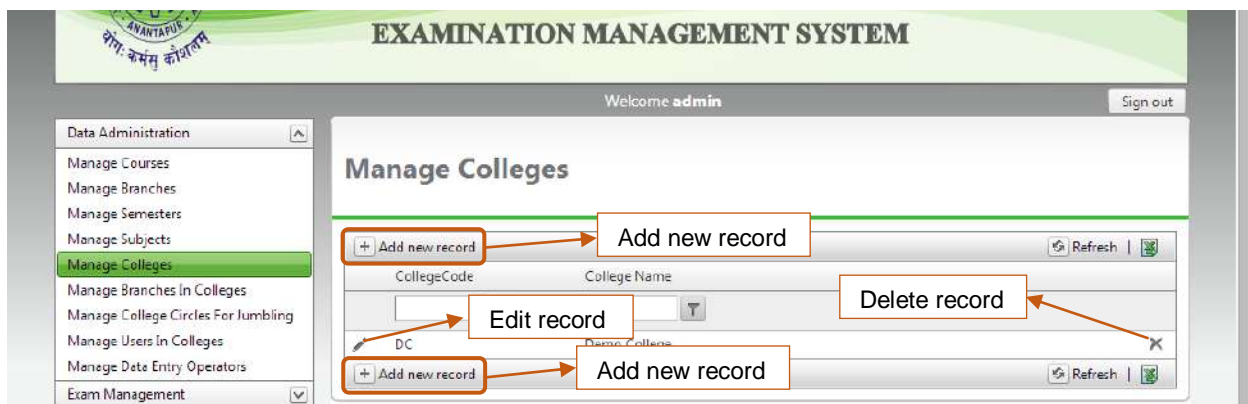 ANANTAPUR
योग: कर्मसु कौशलम्
EXAMINATION MANAGEMENT SYSTEM
Welcome admin
Sign out
Data Administration
Manage Courses
Manage Branches
Manage Semesters
Manage Subjects
Manage Colleges
Manage Branches In Colleges
Manage College Circles For Jumbling
Manage Users In Colleges
Manage Data Entry Operators
Exam Management
Manage Colleges
Add new record
Add new record
Refresh |
CollegeCode College Name
Delete record
Edit record
DC Demo College
Add new record
Add new record
Refresh |